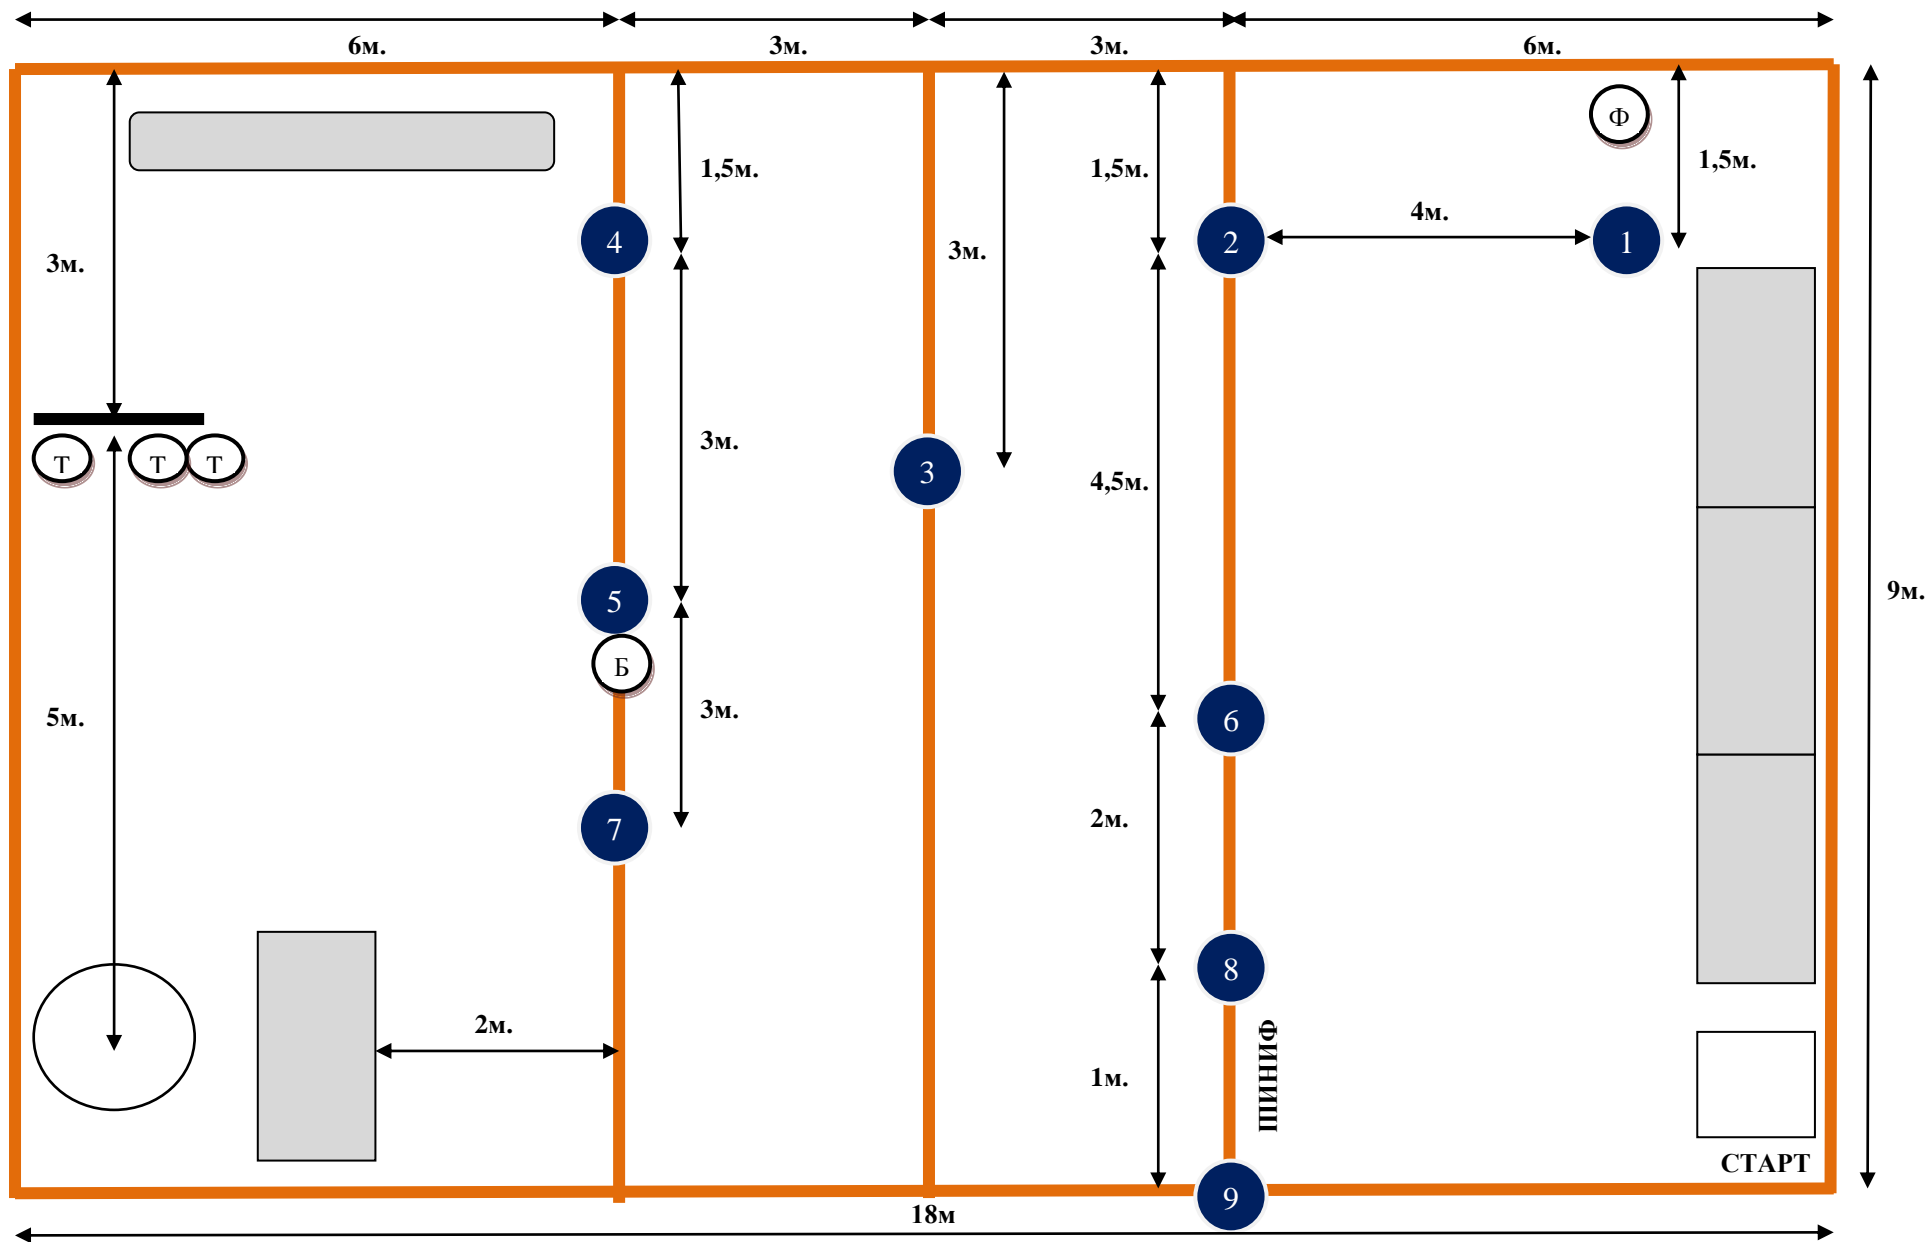 6м. 3м. 3м. 6м.
Ф
1,5м. 1,5м. 1,5м.
4 2 4м. 1
3м. 3м.
Т Т Т 3м. 3 4,5м.
5 9м.
Б
5м. 3м. 6
7 2м.
8
2м. 1м. ФИНИШ
СТАРТ
9
18м